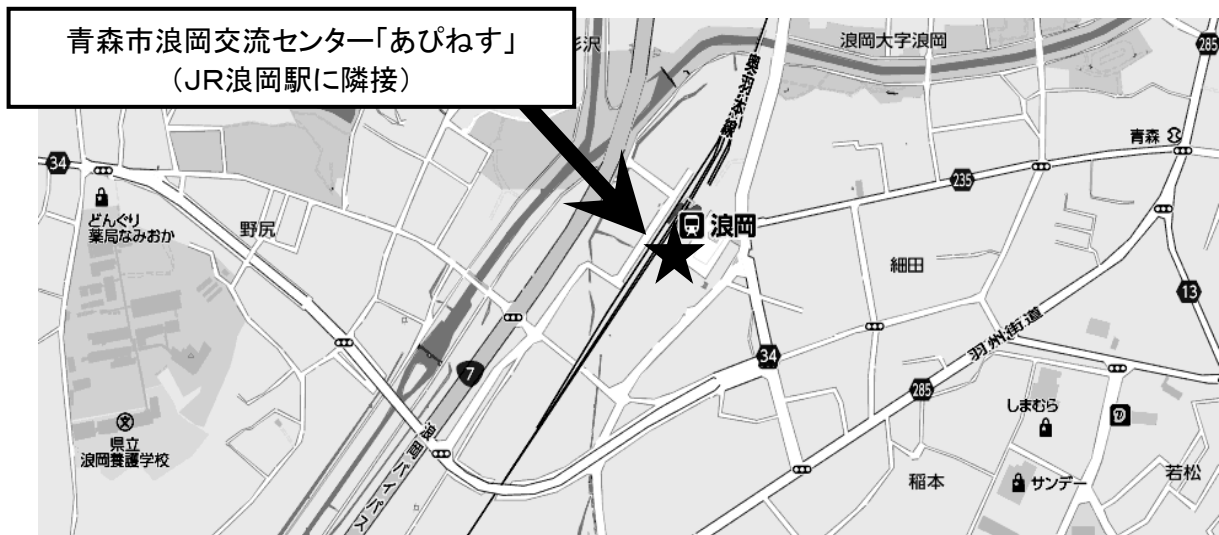 青森市浪岡交流センター「あぴねす」
（ＪＲ浪岡駅に隣接）
沢
浪岡大字浪岡
285
奥羽本線
青森
34
235
どんぐり
薬局なみおか
野尻
浪岡
細田
13
羽州街道
34
7
285
しまむら
県立
浪岡養護学校
浪岡バイパス
稲本
サンデー
若松